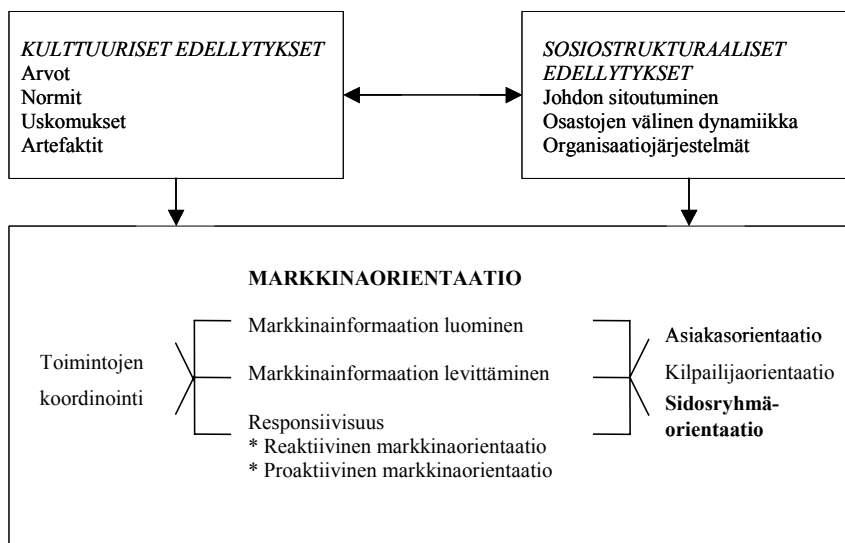 KULTTUURISET EDELLYTYKSET
Arvot
Normit
Uskomukset
Artefaktit
SOSIOSTRUKTURAALISET
EDELLYTYKSET
Johdon sitoutuminen
Osastojen välinen dynamiikka
Organisaatiojärjestelmät
MARKKINAORIENTAATIO
Toimintojen
koordinointi
Markkinainformaation luominen
Markkinainformaation levittäminen
Responsiivisuus
* Reaktiivinen markkinaorientaatio
* Proaktiivinen markkinaorientaatio
Asiakasorientaatio
Kilpailijaorientaatio
Sidosryhmä-
orientaatio